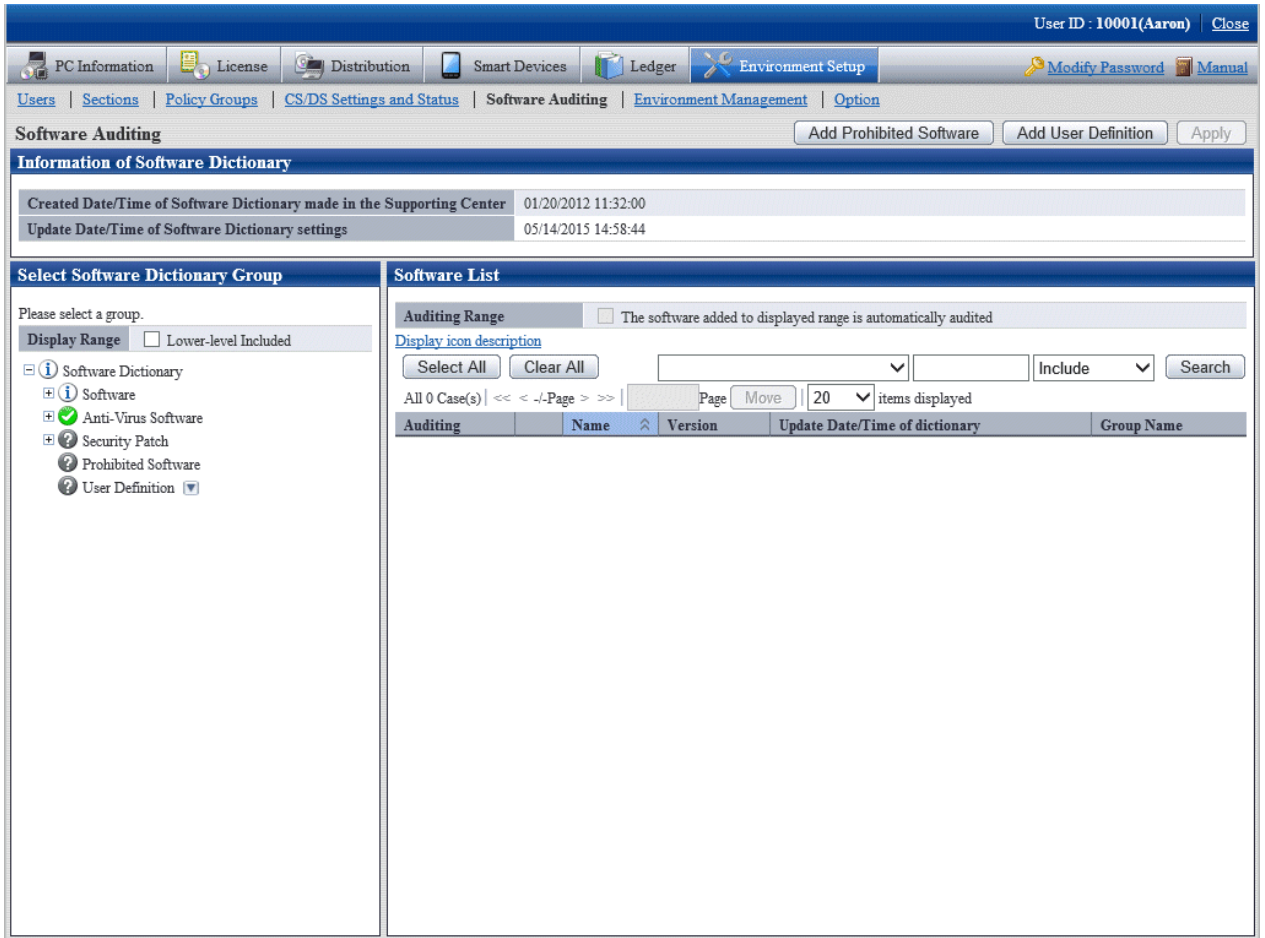 User ID : 10001(Aaron) Close
PC Information License Distribution Smart Devices Ledger Environment Setup Modify Password Manual
Users Sections Policy Groups CS/DS Settings and Status Software Auditing Environment Management Option
Software Auditing Add Prohibited Software Add User Definition Apply
Information of Software Dictionary
Created Date/Time of Software Dictionary made in the Supporting Center 01/20/2012 11:32:00
Update Date/Time of Software Dictionary settings 05/14/2015 14:58:44
Select Software Dictionary Group
Please select a group.
Display Range Lower-level Included
Software Dictionary
Software
Anti-Virus Software
Security Patch
Prohibited Software
User Definition
Software List
Auditing Range The software added to displayed range is automatically audited
Display icon description
Select All Clear All Include Search
All 0 Case(s) | << < -/-Page > >> | Page Move | 20 items displayed
Auditing Name Version Update Date/Time of dictionary Group Name